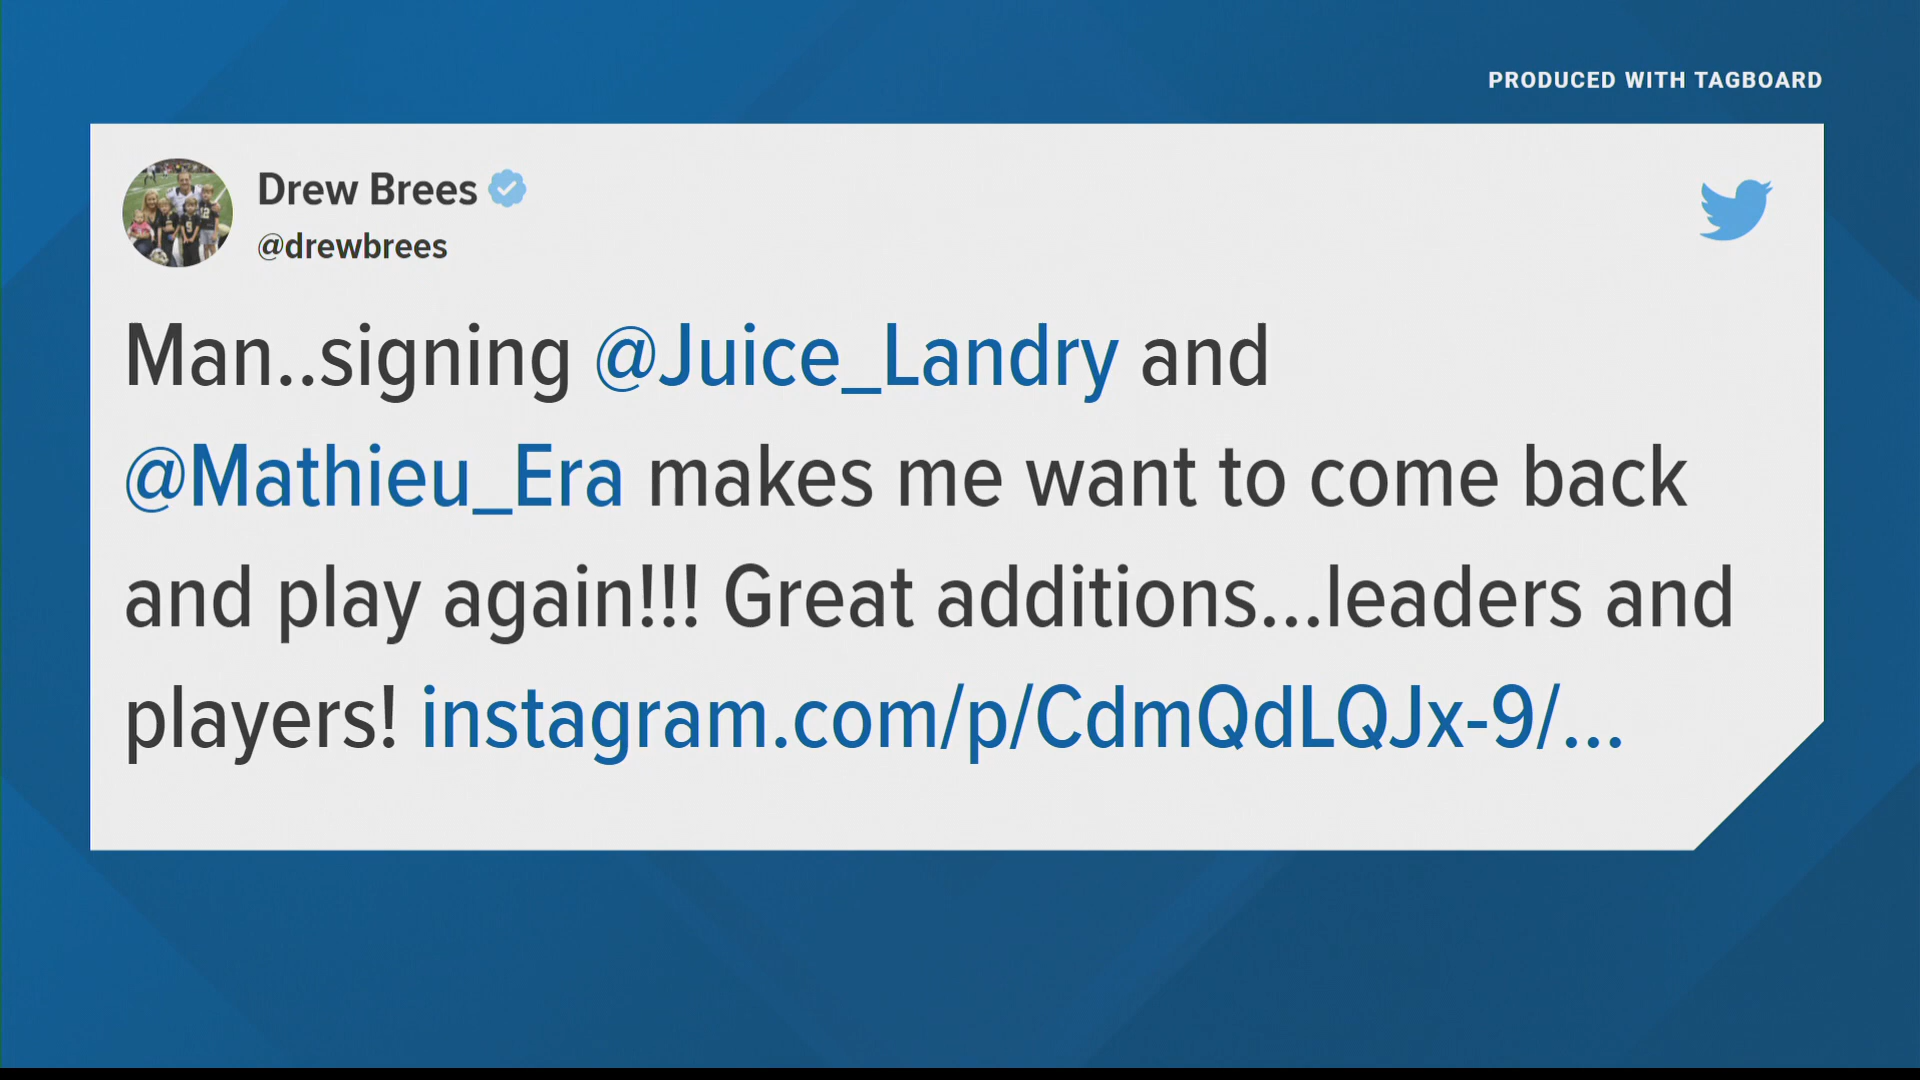 PRODUCED WITH TAGBOARD
Drew Brees
@drewbrees
Man..signing @Juice_Landry and
@Mathieu_Era makes me want to come back
and play again!!! Great additions...leaders and
players! instagram.com/p/CdmQdLQJx-9/...